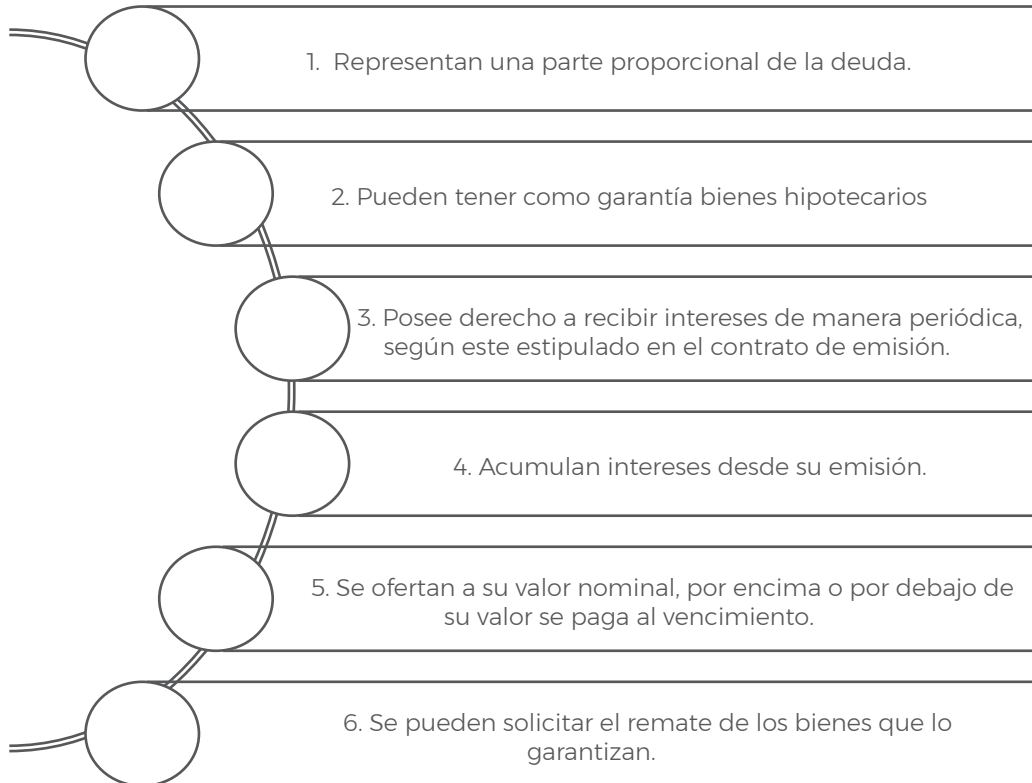 1. Representan una parte proporcional de la deuda.
2. Pueden tener como garantía bienes hipotecarios
3. Posee derecho a recibir intereses de manera periódica,
según este estipulado en el contrato de emisión.
4. Acumulan intereses desde su emisión.
5. Se ofertan a su valor nominal, por encima o por debajo de
su valor se paga al vencimiento.
6. Se pueden solicitar el remate de los bienes que lo
garantizan.